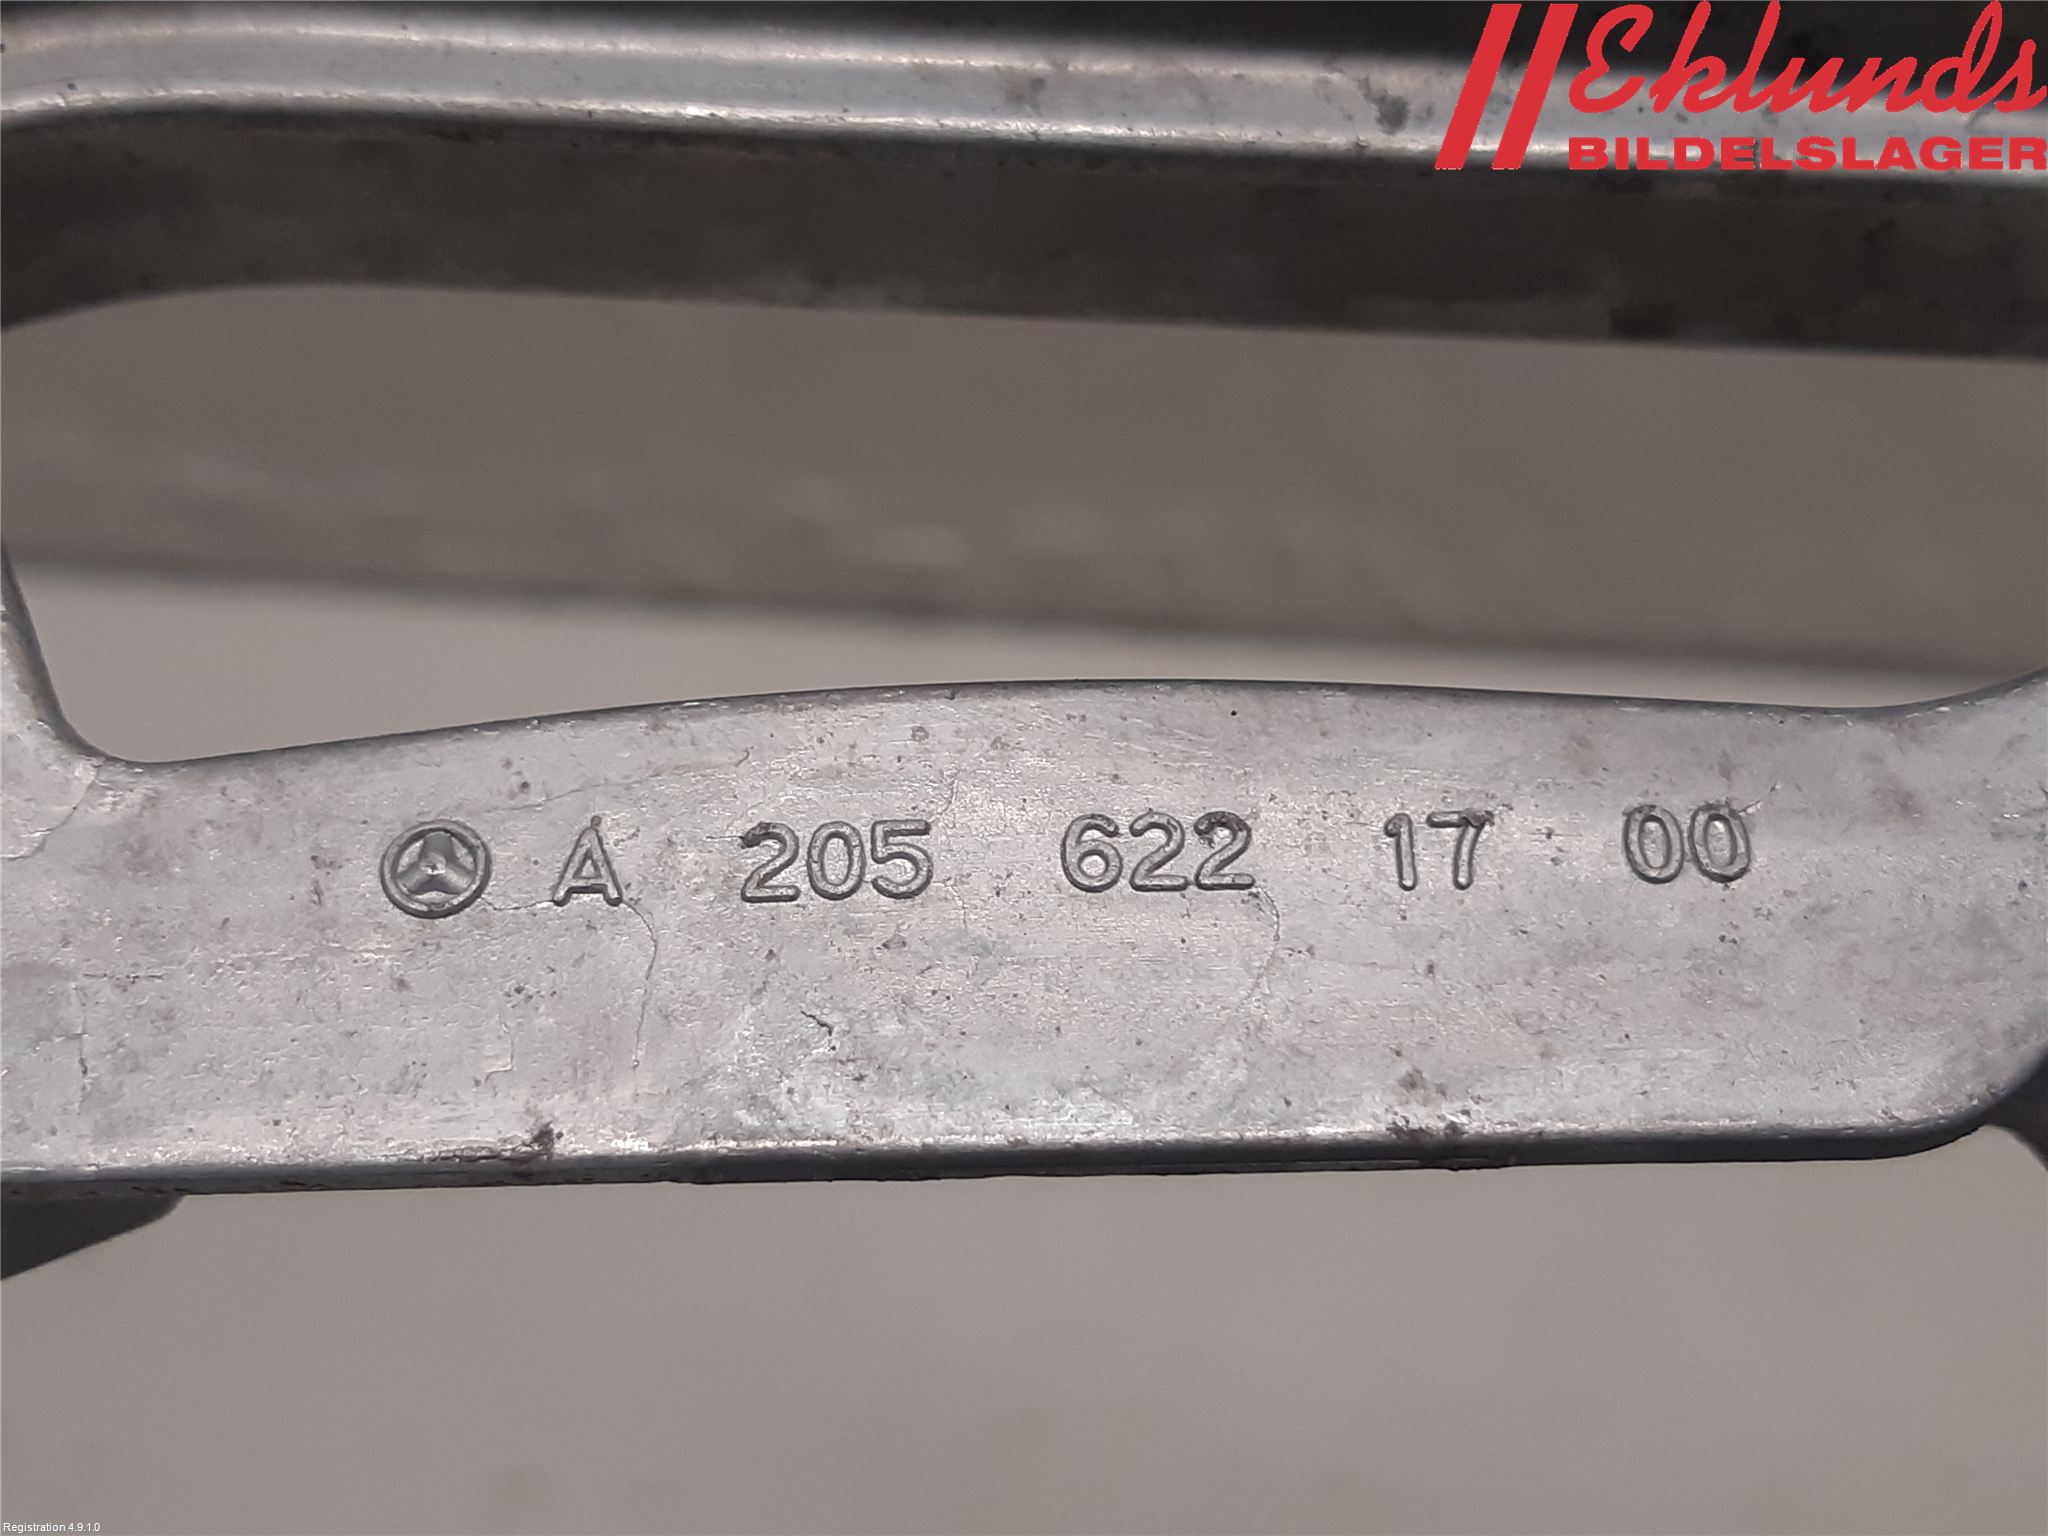 Eklunds
BILDELSLAGER
A 205 622 17 00
Registration 4.9.1.0